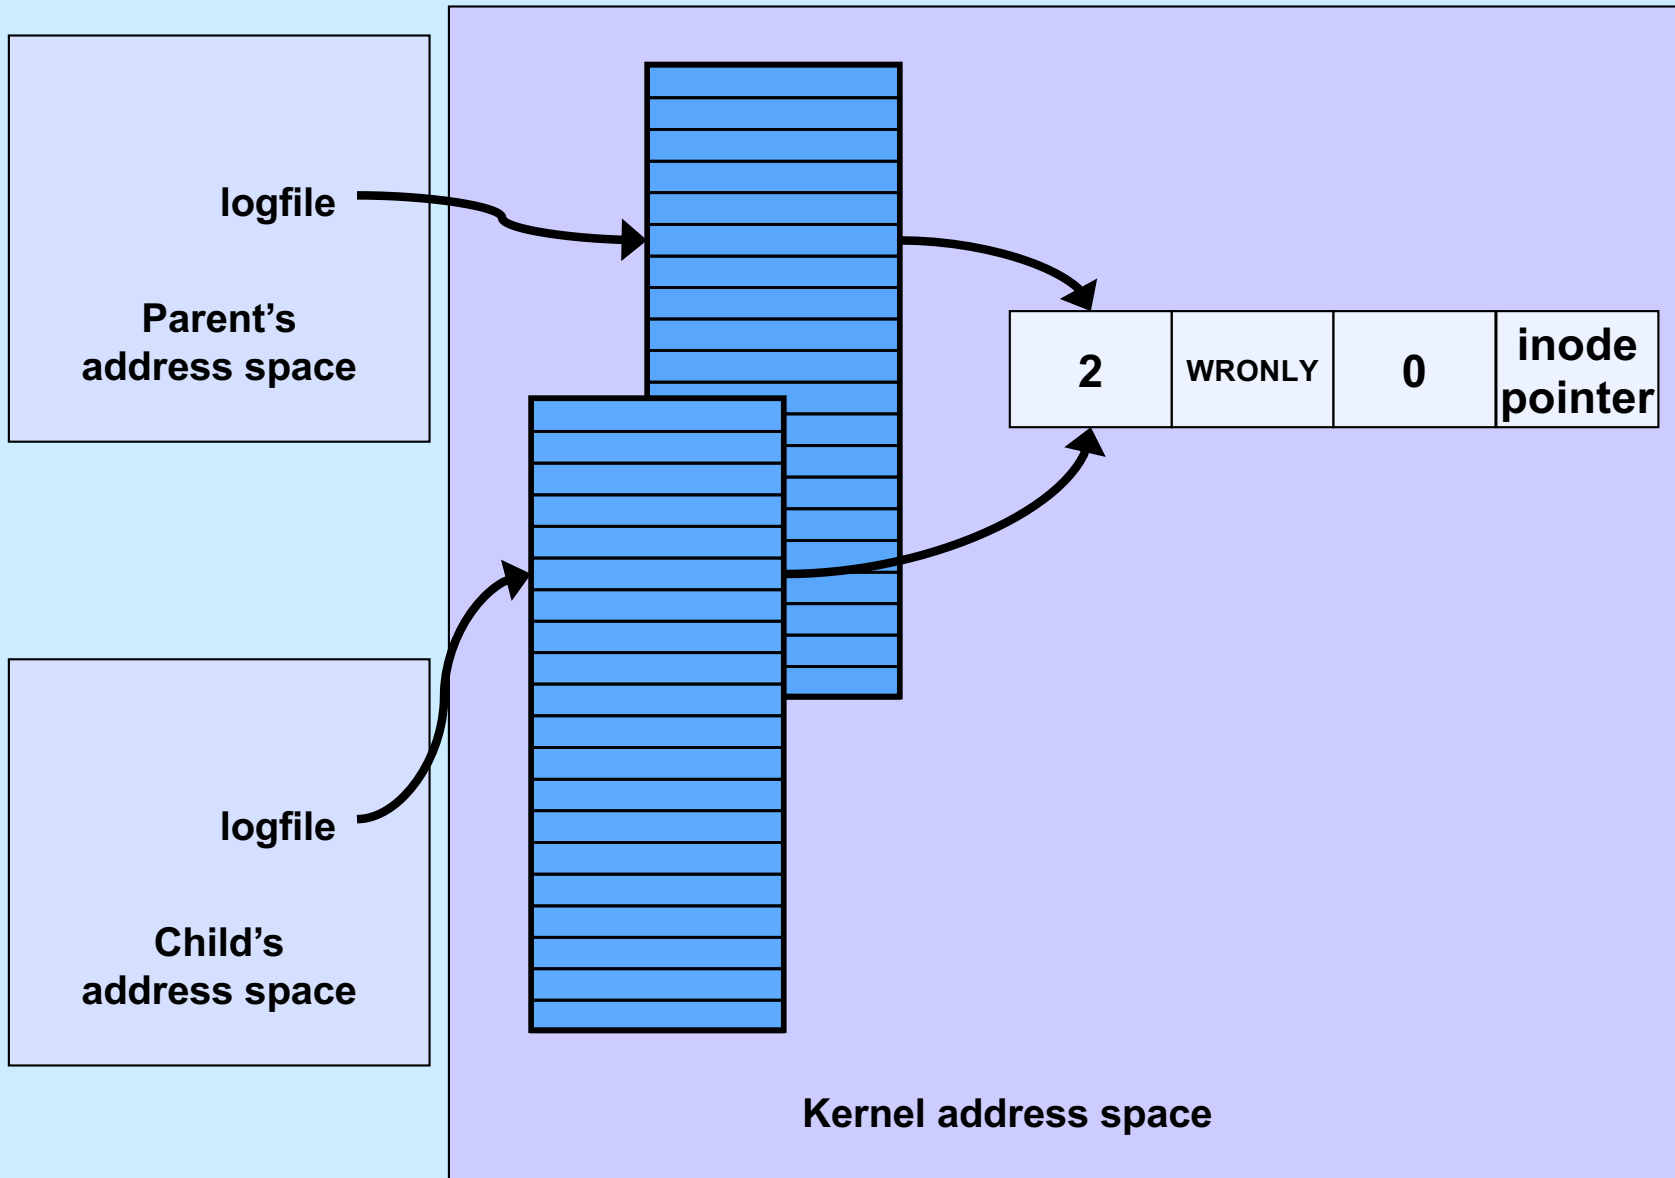 logfile
Parent’s
address space
2
WRONLY
0
inode
pointer
logfile
Child’s
address space
Kernel address space